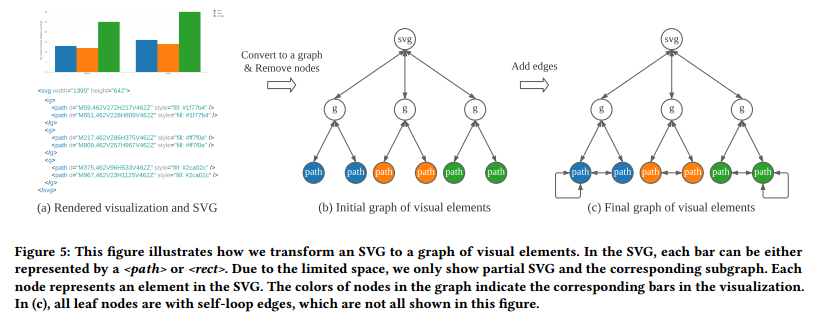 <svg width="1390" height="642">
<g>
<path d="M59,462V272H217V462Z" style="fill: #1f77b4" />
<path d="M651,462V228H809V462Z" style="fill: #1f77b4" />
</g>
<g>
<path d="M217,462V286H375V462Z" style="fill: #ff7f0e" />
<path d="M809,462V257H967V462Z" style="fill: #ff7f0e" />
</g>
<g>
<path d="M375,462V96H533V462Z" style="fill: #2ca02c" />
<path d="M967,462V23H1125V462Z" style="fill: #2ca02c" />
</g>
</svg>
(a) Rendered visualization and SVG
Convert to a graph
& Remove nodes
svg
g g g
path path path path path path
(b) Initial graph of visual elements
Add edges
svg
g g g
path path path path path path
(c) Final graph of visual elements
Figure 5: This figure illustrates how we transform an SVG to a graph of visual elements. In the SVG, each bar can be either
represented by a <path> or <rect>. Due to the limited space, we only show partial SVG and the corresponding subgraph. Each
node represents an element in the SVG. The colors of nodes in the graph indicate the corresponding bars in the visualization.
In (c), all leaf nodes are with self-loop edges, which are not all shown in this figure.